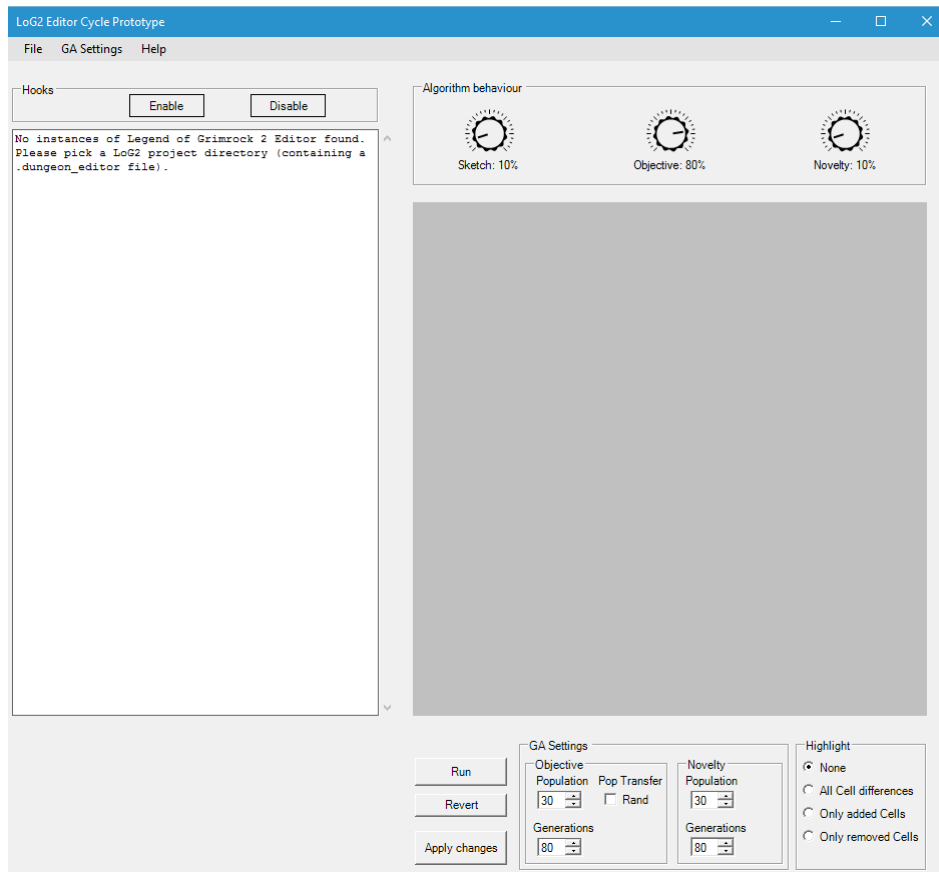 LoG2 Editor Cycle Prototype
File GA Settings Help
Hooks
Enable Disable
No instances of Legend of Grimrock 2 Editor found.
Please pick a LoG2 project directory (containing a
.dungeon_editor file).
Algorithm behaviour
Sketch: 10% Objective: 80% Novelty: 10%
Run
Revert
Apply changes
GA Settings
Objective
Population Pop Transfer
30 Rand
Generations
80
Novelty
Population
30
Generations
80
Highlight
None
All Cell differences
Only added Cells
Only removed Cells